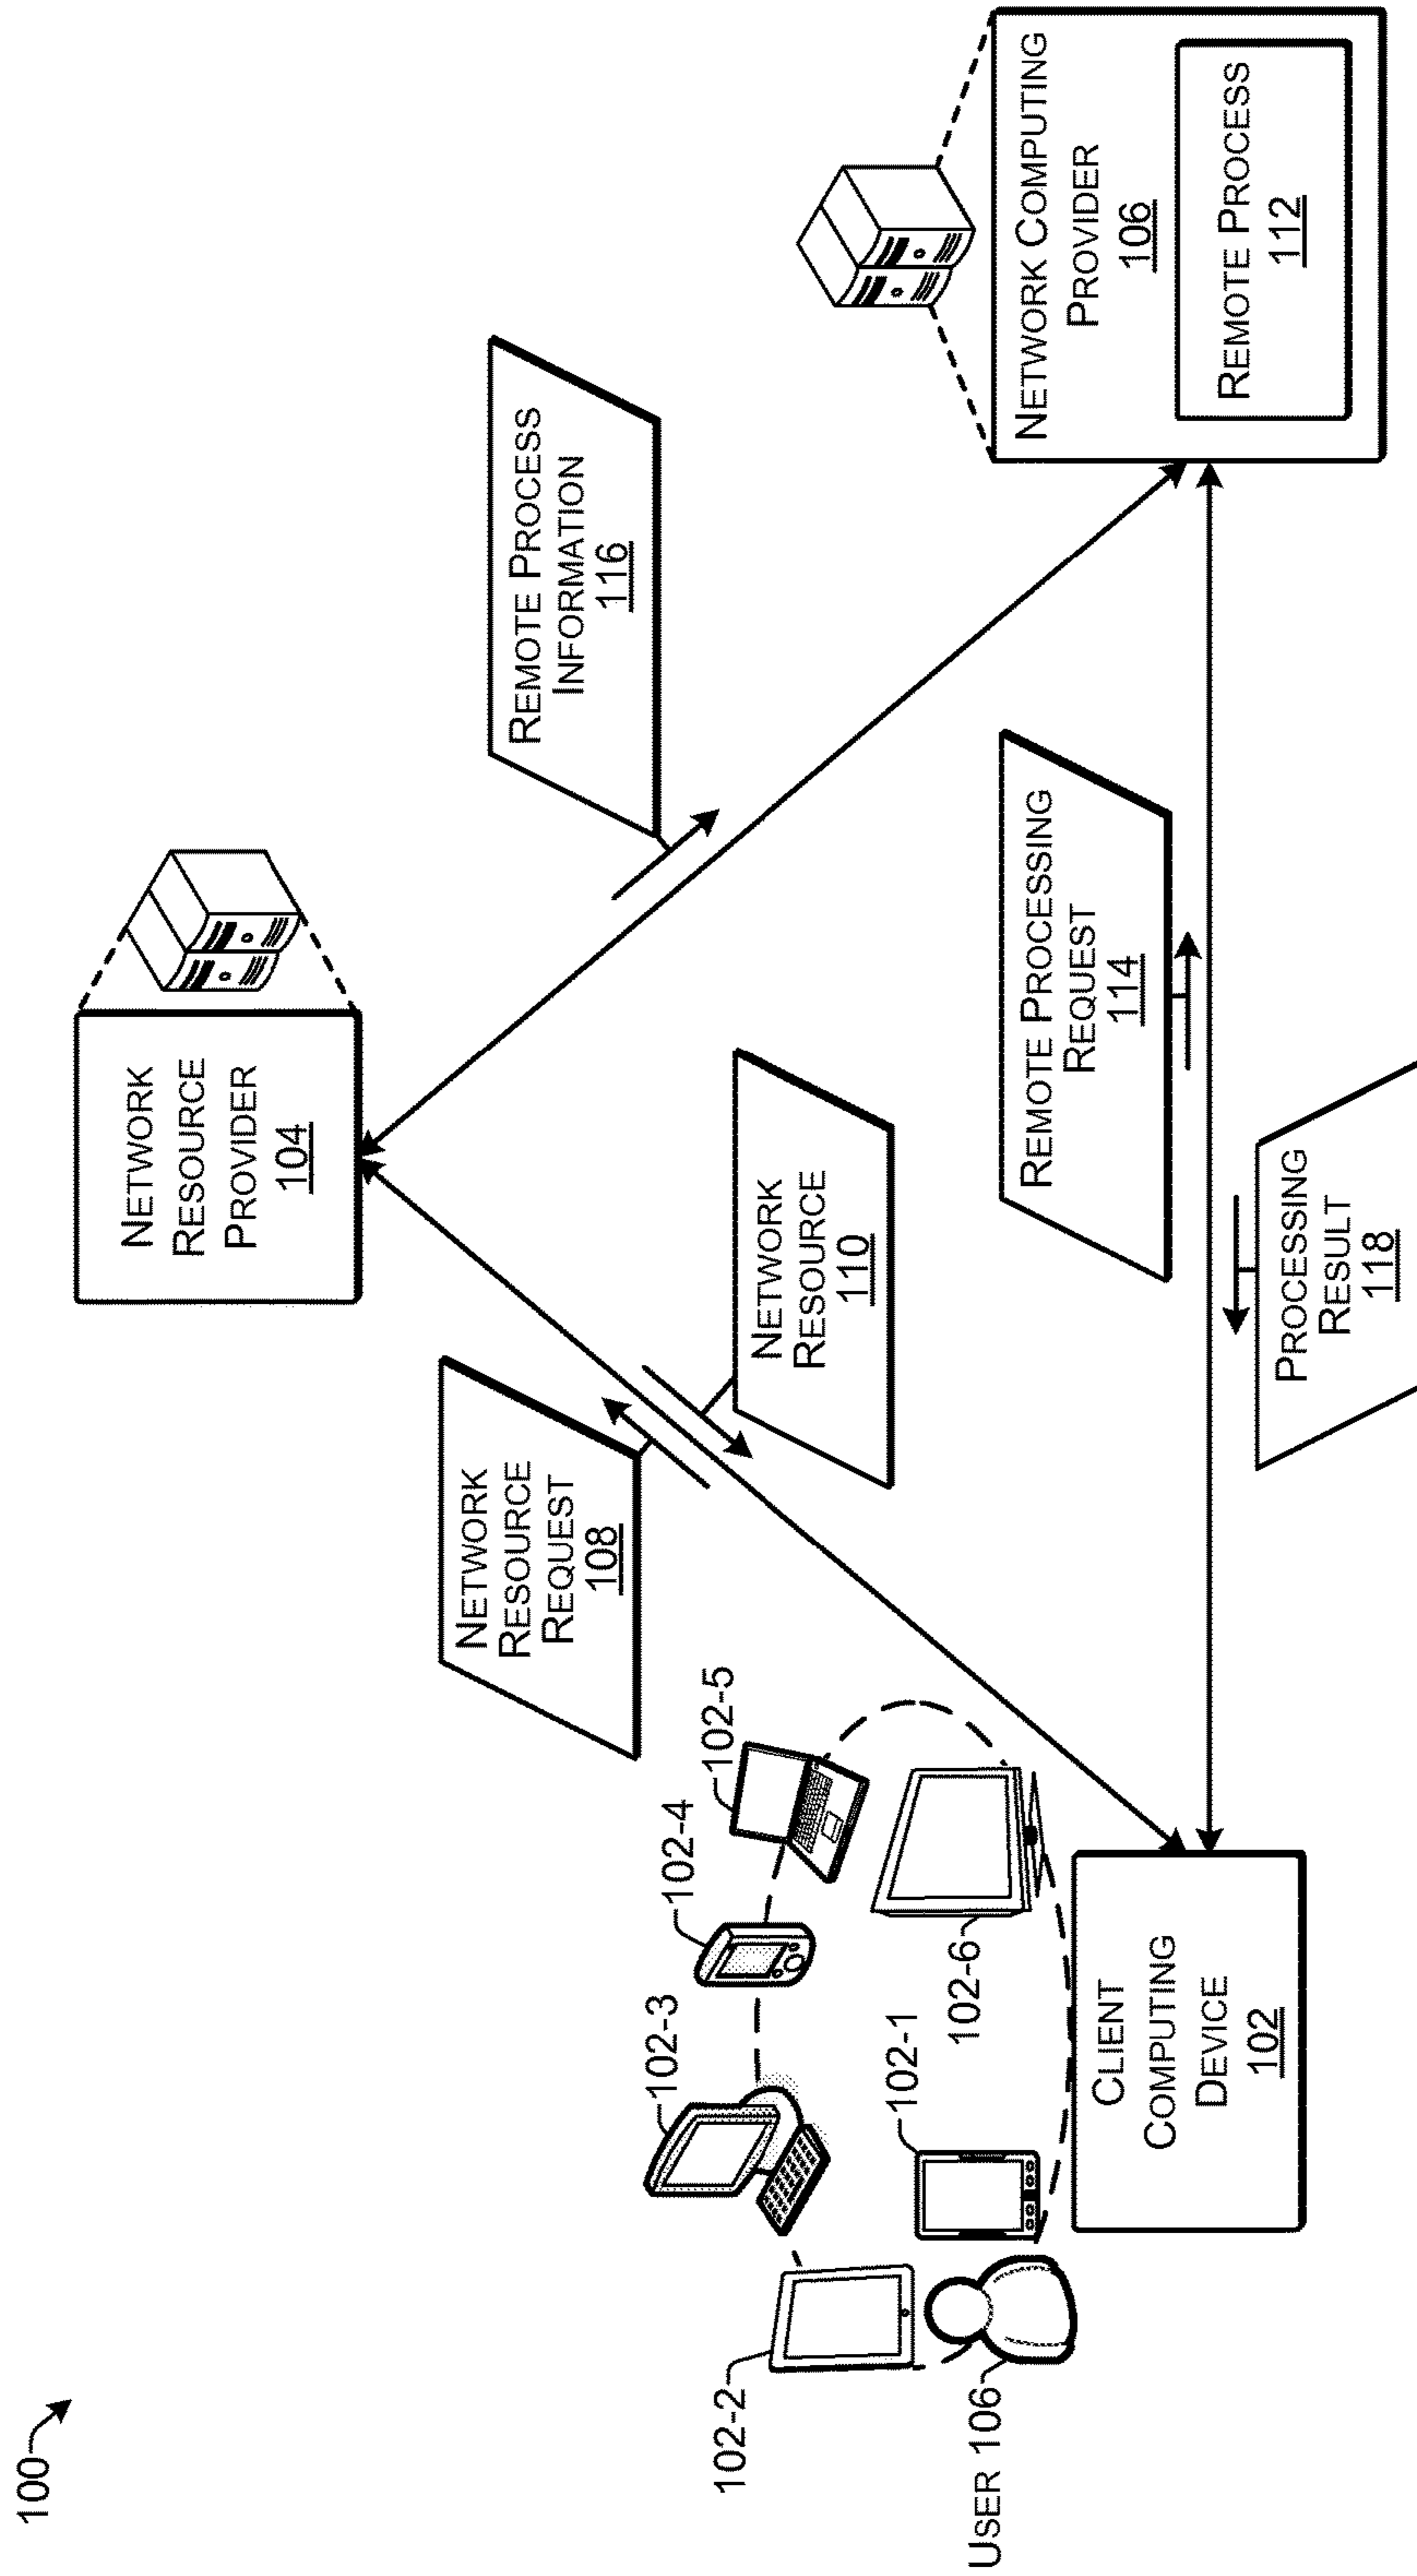 100
NETWORK
RESOURCE
PROVIDER
104
REMOTE PROCESS
INFORMATION
116
NETWORK
RESOURCE
REQUEST
108
NETWORK
RESOURCE
110
NETWORK COMPUTING
PROVIDER
106
REMOTE PROCESS
112
REMOTE PROCESSING
REQUEST
114
PROCESSING
RESULT
118
102-2
102-3
102-4
102-5
102-1
102-6
USER 106
CLIENT
COMPUTING
DEVICE
102